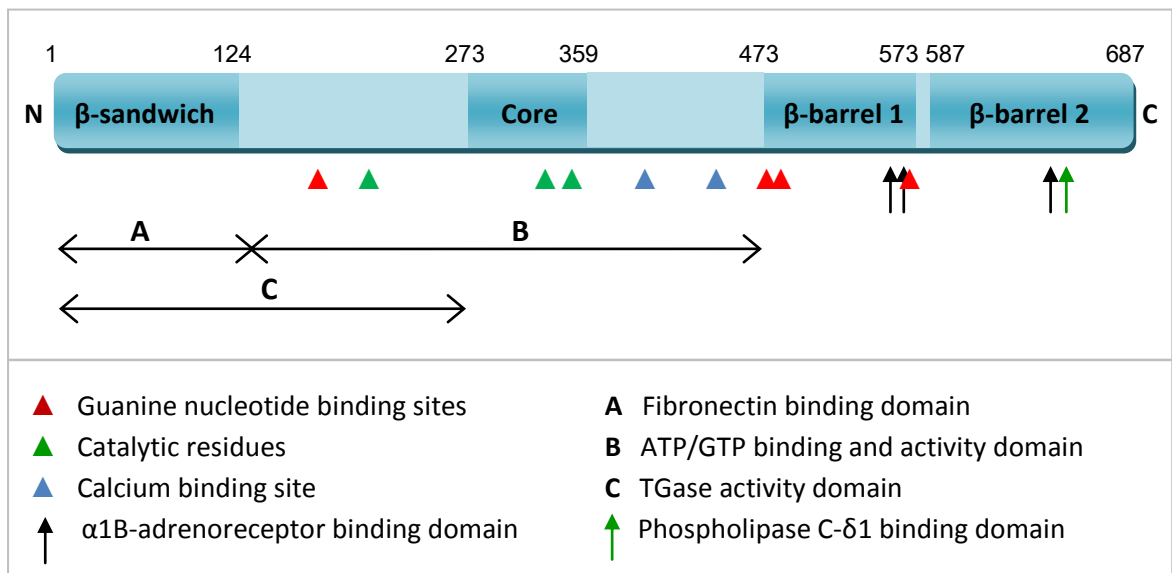 1 124 273 359 473 573 587 687
N β-sandwich Core β-barrel 1 β-barrel 2 C
A B
C
Guanine nucleotide binding sites
Catalytic residues
Calcium binding site
α1B-adrenoreceptor binding domain
A Fibronectin binding domain
B ATP/GTP binding and activity domain
C TGase activity domain
Phospholipase C-δ1 binding domain